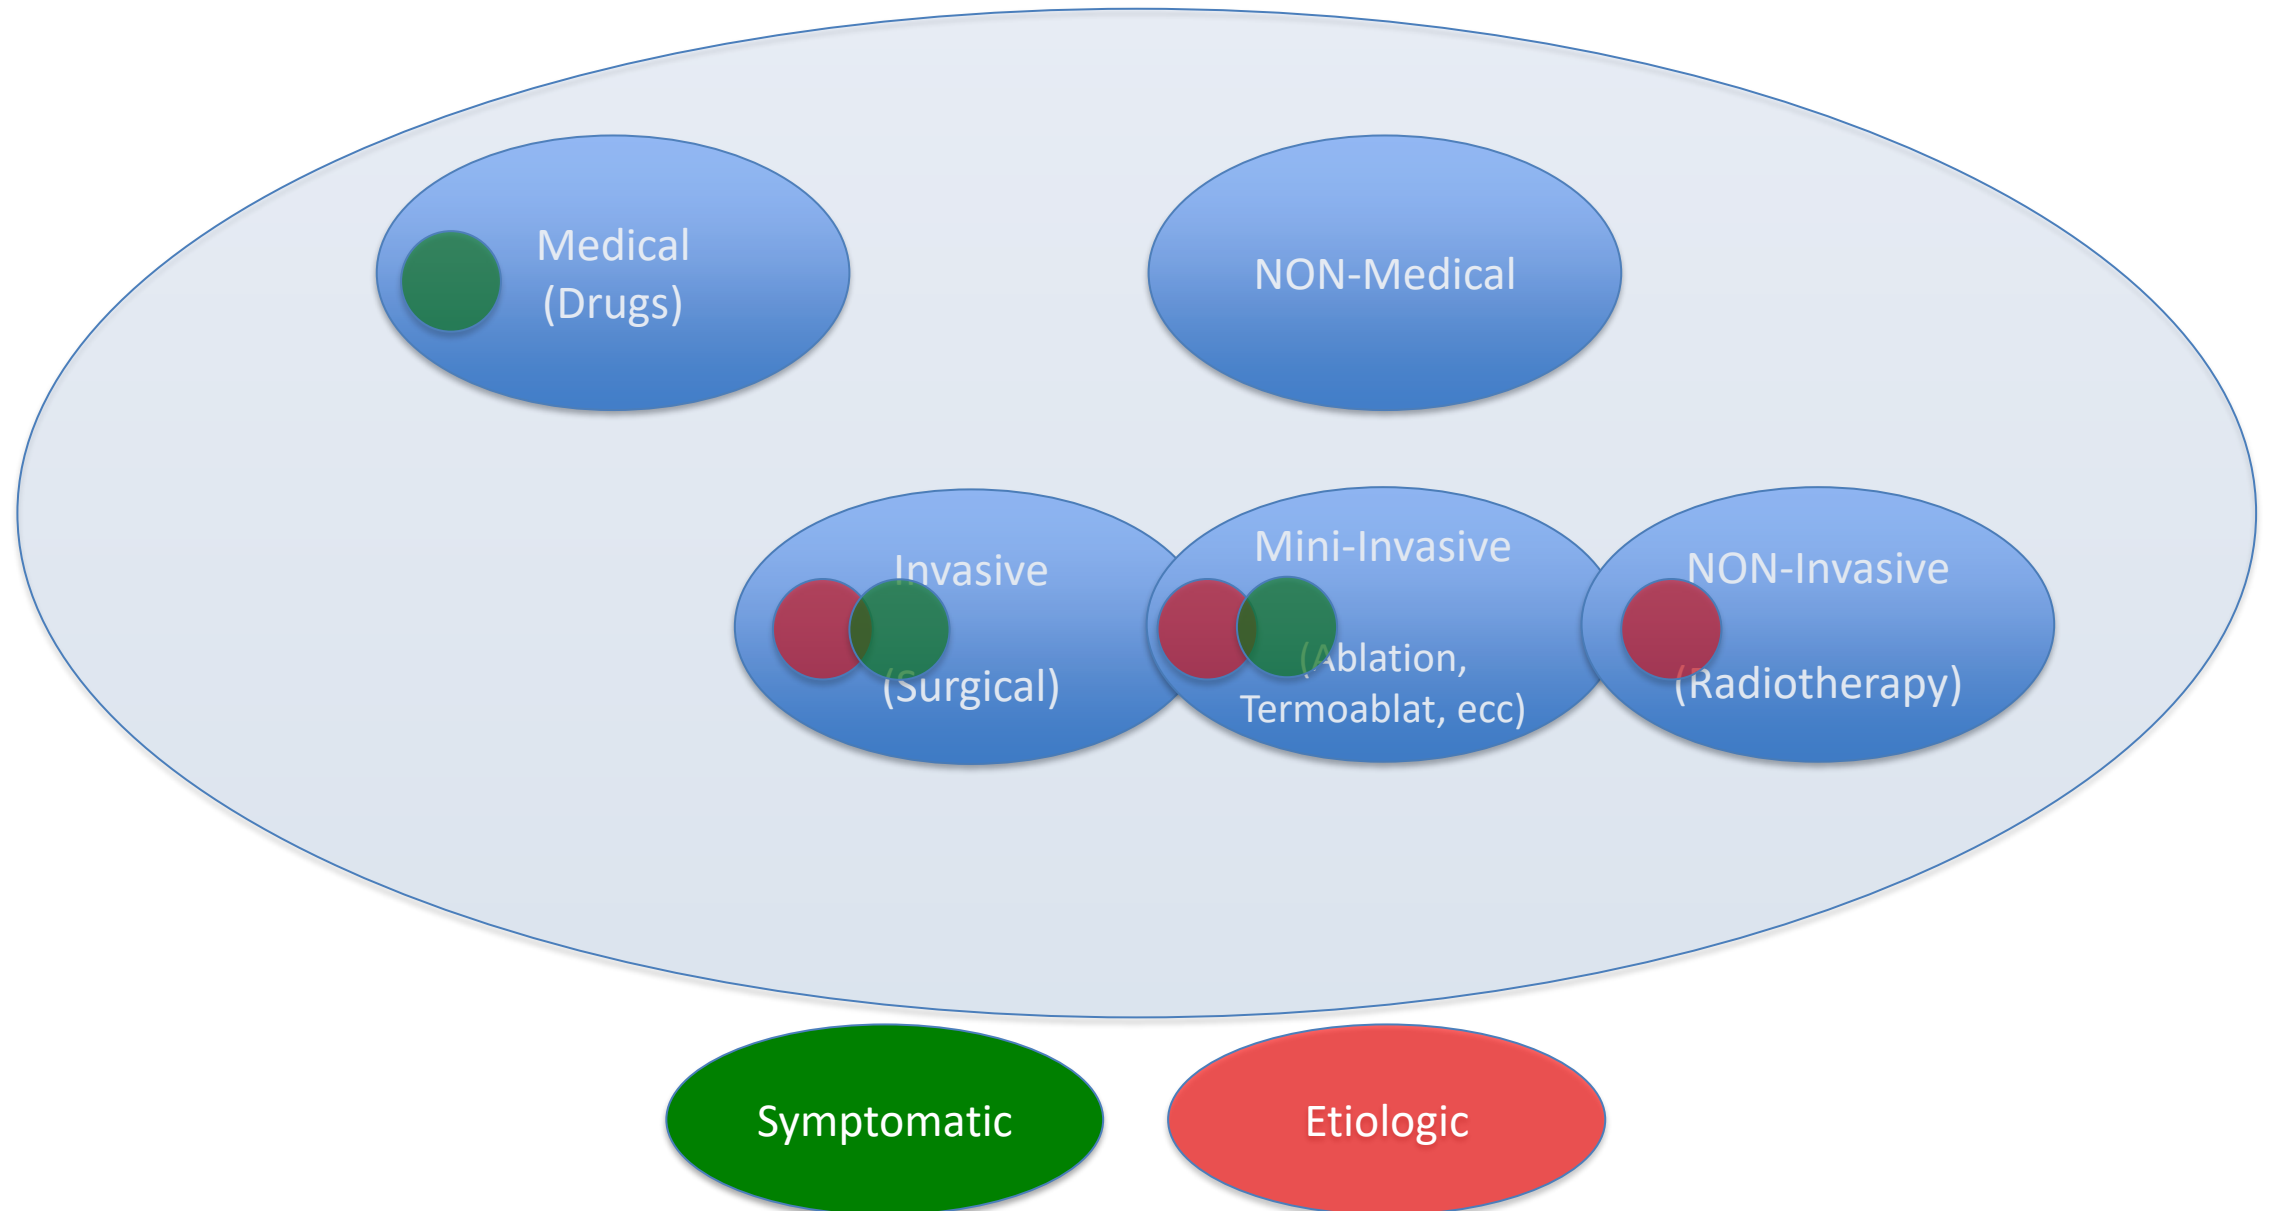 Medical
(Drugs)
NON-Medical
Invasive
(Surgical)
Mini-Invasive
(Ablation,
Termoablat, ecc)
NON-Invasive
(Radiotherapy)
Symptomatic
Etiologic